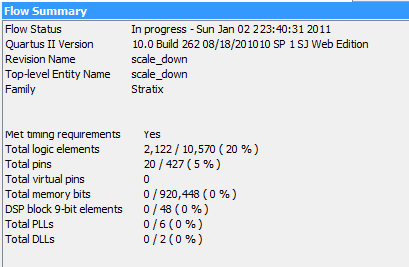 Flow Summary
Flow Status In progress - Sun Jan 02 223:40:31 2011
Quartus II Version 10.0 Build 262 08/18/201010 SP 1 SJ Web Edition
Revision Name scale_down
Top-level Entity Name scale_down
Family Stratix
Met timing requirements Yes
Total logic elements 2,122 / 10,570 ( 20 % )
Total pins 20 / 427 ( 5 % )
Total virtual pins 0
Total memory bits 0 / 920,448 ( 0 % )
DSP block 9-bit elements 0 / 48 ( 0 % )
Total PLLs 0 / 6 ( 0 % )
Total DLLs 0 / 2 ( 0 % )